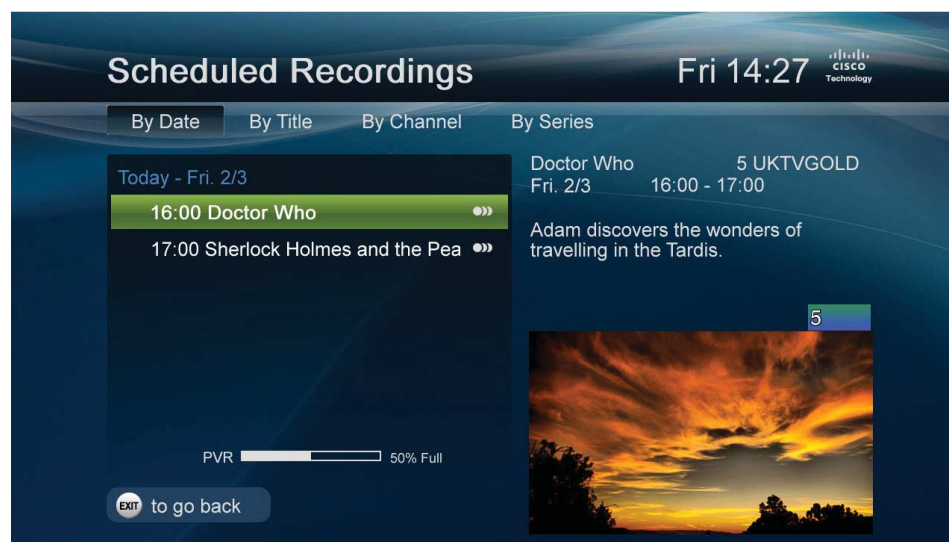 Scheduled Recordings
Fri 14:27
CISCO
Technology
By Date By Title By Channel By Series
Today - Fri. 2/3
16:00 Doctor Who
17:00 Sherlock Holmes and the Pea
PVR 50% Full
EXIT to go back
Doctor Who 5 UKTVGOLD
Fri. 2/3 16:00 - 17:00
Adam discovers the wonders of
travelling in the Tardis.
5